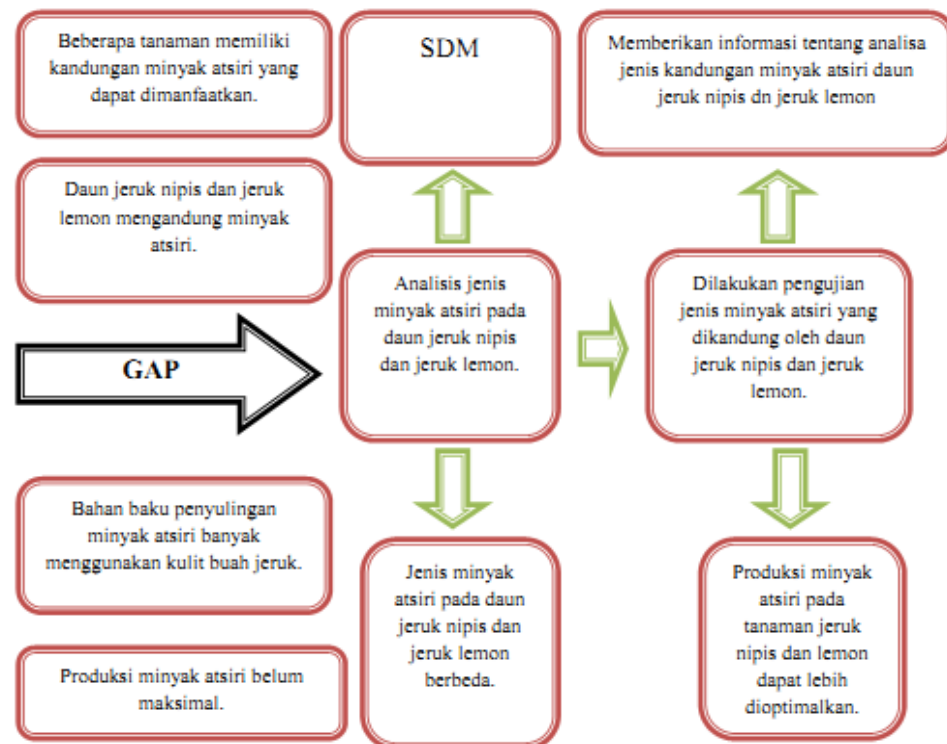 Beberapa tanaman memiliki
kandungan minyak atsiri yang
dapat dimanfaatkan.
SDM
Memberikan informasi tentang analisa
jenis kandungan minyak atsiri daun
jeruk nipis dn jeruk lemon
Daun jeruk nipis dan jeruk
lemon mengandung minyak
atsiri.
GAP
Analisis jenis
minyak atsiri pada
daun jeruk nipis
dan jeruk lemon.
Dilakukan pengujian
jenis minyak atsiri yang
dikandung oleh daun
jeruk nipis dan jeruk
lemon.
Bahan baku penyulingan
minyak atsiri banyak
menggunakan kulit buah jeruk.
Produksi minyak atsiri belum
maksimal.
Jenis minyak
atsiri pada daun
jeruk nipis dan
jeruk lemon
berbeda.
Produksi minyak
atsiri pada
tanaman jeruk
nipis dan lemon
dapat lebih
dioptimalkan.